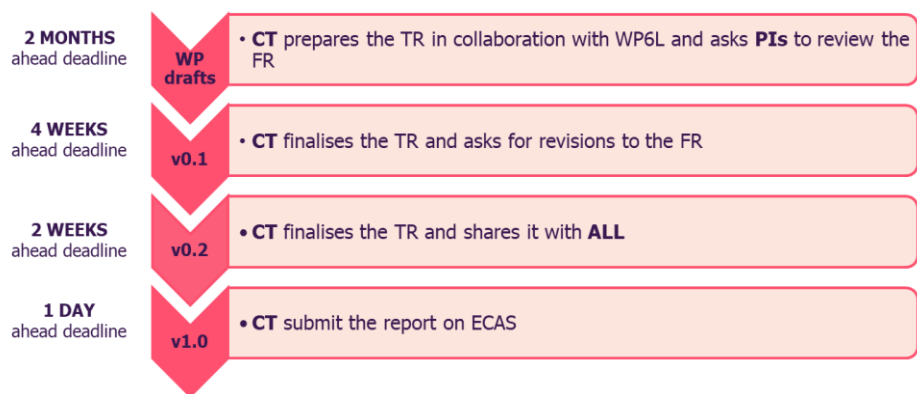 2 MONTHS
ahead deadline
WP
drafts
• CT prepares the TR in collaboration with WP6L and asks PIs to review the
FR
4 WEEKS
ahead deadline
v0.1
• CT finalises the TR and asks for revisions to the FR
2 WEEKS
ahead deadline
v0.2
• CT finalises the TR and shares it with ALL
1 DAY
ahead deadline
v1.0
• CT submit the report on ECAS